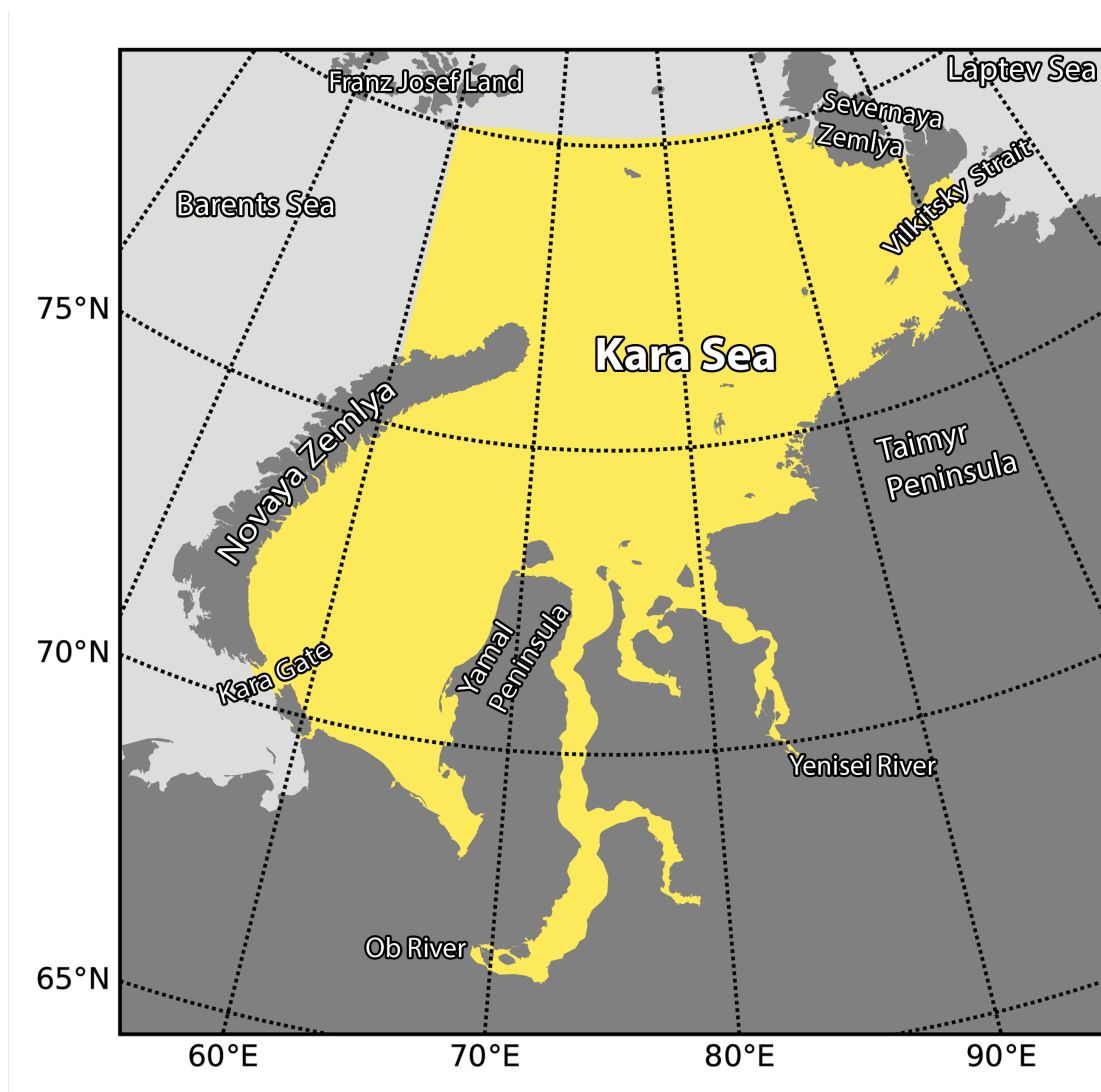 Franz Josef Land
Laptev Sea
Severnaya
Zemlya
Vilkitsky Strait
Barents Sea
75°N
Kara Sea
Novaya Zemlya
Taimyr
Peninsula
Yamal
Peninsula
70°N
Kara Gate
Yenisei River
Ob River
65°N
60°E
70°E
80°E
90°E